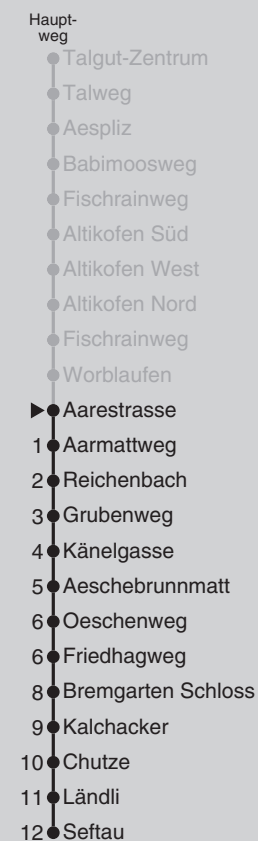 Haupt-
weg
Talgut-Zentrum
Talweg
Aespliz
Babimoosweg
Fischrainweg
Altikofen Süd
Altikofen West
Altikofen Nord
Fischrainweg
Worblaufen
Aarestrasse
1 Aarmattweg
2 Reichenbach
3 Grubenweg
4 Känelgasse
5 Aeschebrunnmatt
6 Oeschenweg
6 Friedhagweg
8 Bremgarten Schloss
9 Kalchacker
10 Chutze
11 Ländli
12 Seftau